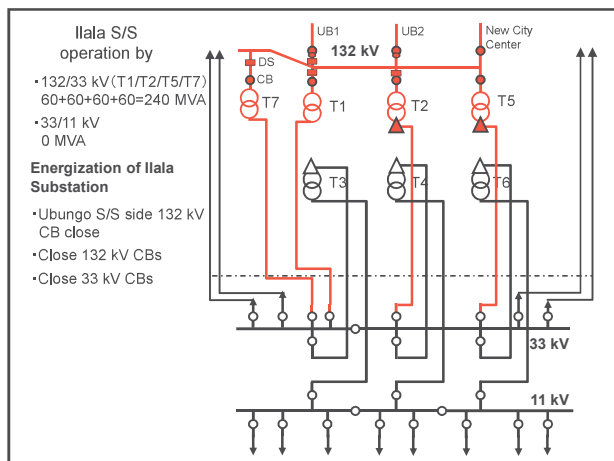 Ilala S/S
operation by
·132/33 kV(T1/T2/T5/T7)
60+60+60+60=240 MVA
·33/11 kV
0 MVA
Energization of Ilala
Substation
·Ubungo S/S side 132 kV
CB close
·Close 132 kV CBs
·Close 33 kV CBs
UB1
UB2
New City
Center
132 kV
DS
CB
T7
T1
T2
T5
T3
T4
T6
33 kV
11 kV